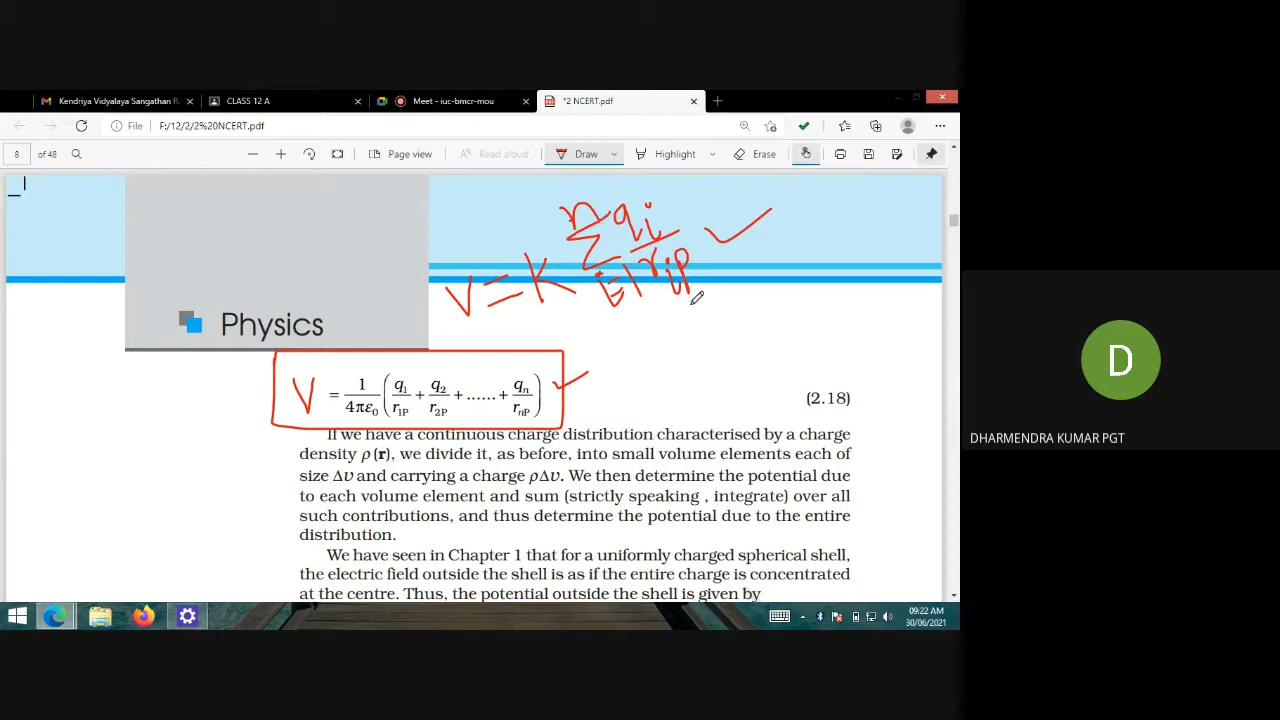 Kendriya Vidyalaya Sangathan R
CLASS 12 A
Meet - iuc-bmcr-mou
*2 NCERT.pdf
File
F:/12/2/2%20NCERT.pdf
8 of 48
Page view
Read aloud
Draw
Highlight
Erase
V = K Σ n i=1 qi/rip
Physics
V = 1/4πε0 (q1/r1P + q2/r2P + ...... + qn/rnP) (2.18)
If we have a continuous charge distribution characterised by a charge
density ρ (r), we divide it, as before, into small volume elements each of
size Δv and carrying a charge ρΔv. We then determine the potential due
to each volume element and sum (strictly speaking , integrate) over all
such contributions, and thus determine the potential due to the entire
distribution.
We have seen in Chapter 1 that for a uniformly charged spherical shell,
the electric field outside the shell is as if the entire charge is concentrated
at the centre. Thus, the potential outside the shell is given by
D
DHARMENDRA KUMAR PGT
09:22 AM
30/06/2021